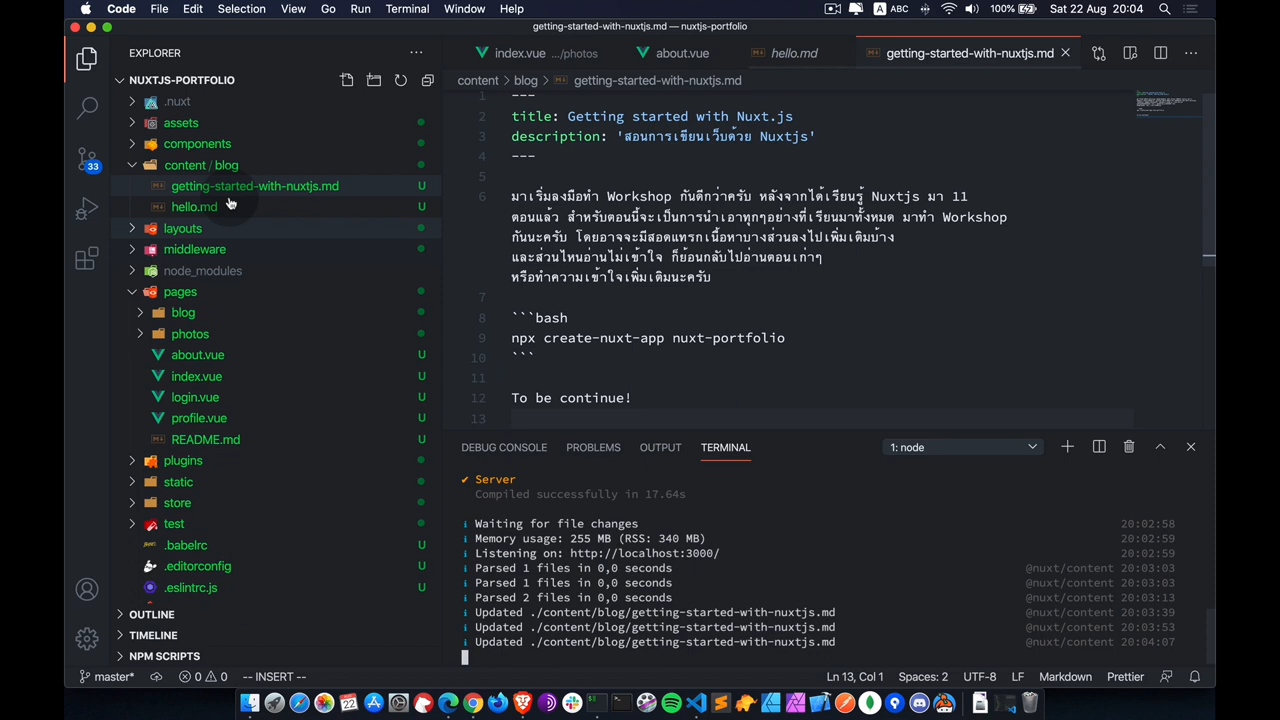 Code File Edit Selection View Go Run Terminal Window Help A ABC 100% Sat 22 Aug 20:04
getting-started-with-nuxtjs.md — nuxtjs-portfolio
EXPLORER
index.vue .../photos about.vue hello.md getting-started-with-nuxtjs.md
NUXTJS-PORTFOLIO
content > blog > getting-started-with-nuxtjs.md
.nuxt
assets
components
content / blog
getting-started-with-nuxtjs.md U
hello.md U
layouts
middleware
node_modules
pages
blog
photos
about.vue U
index.vue U
login.vue U
profile.vue U
README.md U
plugins
static
store
test
.babelrc U
.editorconfig U
.eslintrc.js U
OUTLINE
TIMELINE
NPM SCRIPTS
33
1 ---
2 title: Getting started with Nuxt.js
3 description: 'สอนการเขียนเว็บด้วย Nuxtjs'
4 ---
5
6 มาเริ่มลงมือทำ Workshop กันดีกว่าครับ หลังจากได้เรียนรู้ Nuxtjs มา 11
ตอนแล้ว สำหรับตอนนี้จะเป็นการนำเอาทุกๆอย่างที่เรียนมาทั้งหมด มาทำ Workshop
กันนะครับ โดยอาจจะมีสอดแทรกเนื้อหาบางส่วนลงไปเพิ่มเติมบ้าง
และส่วนไหนอ่านไม่เข้าใจ ก็ย้อนกลับไปอ่านตอนเก่าๆ
หรือทำความเข้าใจเพิ่มเติมนะครับ
7
8 ```bash
9 npx create-nuxt-app nuxt-portfolio
10 ```
11
12 To be continue!
13
DEBUG CONSOLE PROBLEMS OUTPUT TERMINAL 1: node
✔ Server
Compiled successfully in 17.64s
ℹ Waiting for file changes 20:02:58
ℹ Memory usage: 255 MB (RSS: 340 MB) 20:02:59
ℹ Listening on: http://localhost:3000/ 20:02:59
ℹ Parsed 1 files in 0,0 seconds @nuxt/content 20:03:03
ℹ Parsed 1 files in 0,0 seconds @nuxt/content 20:03:03
ℹ Parsed 2 files in 0,0 seconds @nuxt/content 20:03:13
ℹ Updated ./content/blog/getting-started-with-nuxtjs.md @nuxt/content 20:03:39
ℹ Updated ./content/blog/getting-started-with-nuxtjs.md @nuxt/content 20:03:53
ℹ Updated ./content/blog/getting-started-with-nuxtjs.md @nuxt/content 20:04:07
master* 0 0 -- INSERT -- Ln 13, Col 1 Spaces: 2 UTF-8 LF Markdown Prettier